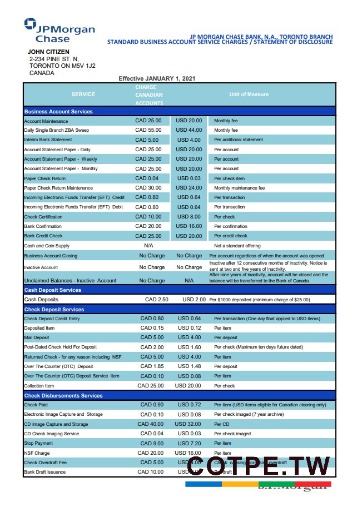 JPMorgan
Chase
JP MORGAN CHASE BANK, N.A., TORONTO BRANCH
STANDARD BUSINESS ACCOUNT SERVICE CHARGES / STATEMENT OF DISCLOSURE
JOHN CITIZEN
2-234 PINE ST. N,
TORONTO ON M5V 1J2
CANADA
Effective JANUARY 1, 2021
SERVICE CHARGE CANADIAN ACCOUNTS Unit of Measure
Business Account Services
Account Maintenance CAD 25.00 USD 20.00 Monthly fee
Daily Single Branch ZBA Sweep CAD 55.00 USD 44.00 Monthly fee
Interim Bank Statement CAD 5.00 USD 4.00 Per additional statement
Account Statement Paper - Daily CAD 25.00 USD 20.00 Per account
Account Statement Paper - Weekly CAD 25.00 USD 20.00 Per account
Account Statement Paper - Monthly CAD 25.00 USD 20.00 Per account
Paper Check Return CAD 0.04 USD 0.03 Per check item
Paper Check Return Maintenance CAD 30.00 USD 24.00 Monthly maintenance fee
Incoming Electronic Funds Transfer (EFT) Credit CAD 0.80 USD 0.64 Per transaction
Incoming Electronic Funds Transfer (EFT) Debit CAD 0.80 USD 0.64 Per transaction
Check Certification CAD 10.00 USD 8.00 Per check
Bank Confirmation CAD 20.00 USD 16.00 Per confirmation
Bank Credit Check CAD 25.00 USD 20.00 Per credit check
Cash and Coin Supply N/A Not a standard offering
Business Account Closing No Charge No Charge Per account regardless of when the account was opened
Inactive Account No Charge No Charge Inactive after 12 consecutive months of inactivity. Notice is sent at two and five years of inactivity.
Unclaimed Balances - Inactive Account No Charge N/A After nine years of inactivity, account will be closed and the balance will be transferred to the Bank of Canada.
Cash Deposit Services
Cash Deposits CAD 2.50 USD 2.00 Per $1000 deposited (minimum charge of $25.00)
Check Deposit Services
Check Deposit Credit Entry CAD 0.80 USD 0.64 Per transaction (One day float applied to USD items)
Deposited Item CAD 0.15 USD 0.12 Per item
Mail Deposit CAD 5.00 USD 4.00 Per deposit
Post-Dated Check Held For Deposit CAD 2.00 USD 1.60 Per check (Maximum ten days future dated)
Returned Check - for any reason including NSF CAD 5.00 USD 4.00 Per item
Over The Counter (OTC) Deposit CAD 1.85 USD 1.48 Per deposit
Over The Counter (OTC) Deposit Service Item CAD 0.10 USD 0.08 Per item
Collection Item CAD 25.00 USD 20.00 Per check
Check Disbursements Services
Check Paid CAD 0.90 USD 0.72 Per item (USD items eligible for Canadian clearing only)
Electronic Image Capture and Storage CAD 0.10 USD 0.08 Per check imaged (7 year archive)
CD Image Capture and Storage CAD 40.00 USD 32.00 Per CD
CD Check Imaging Service CAD 0.04 USD 0.03 Per check imaged
Stop Payment CAD 9.00 USD 7.20 Per item
NSF Charge CAD 20.00 USD 16.00 Per item
Check Overdraft Fee CAD 5.00
Bank Draft Issuance CAD 10.00 USD
COTPE.TW
J.P.Morgan